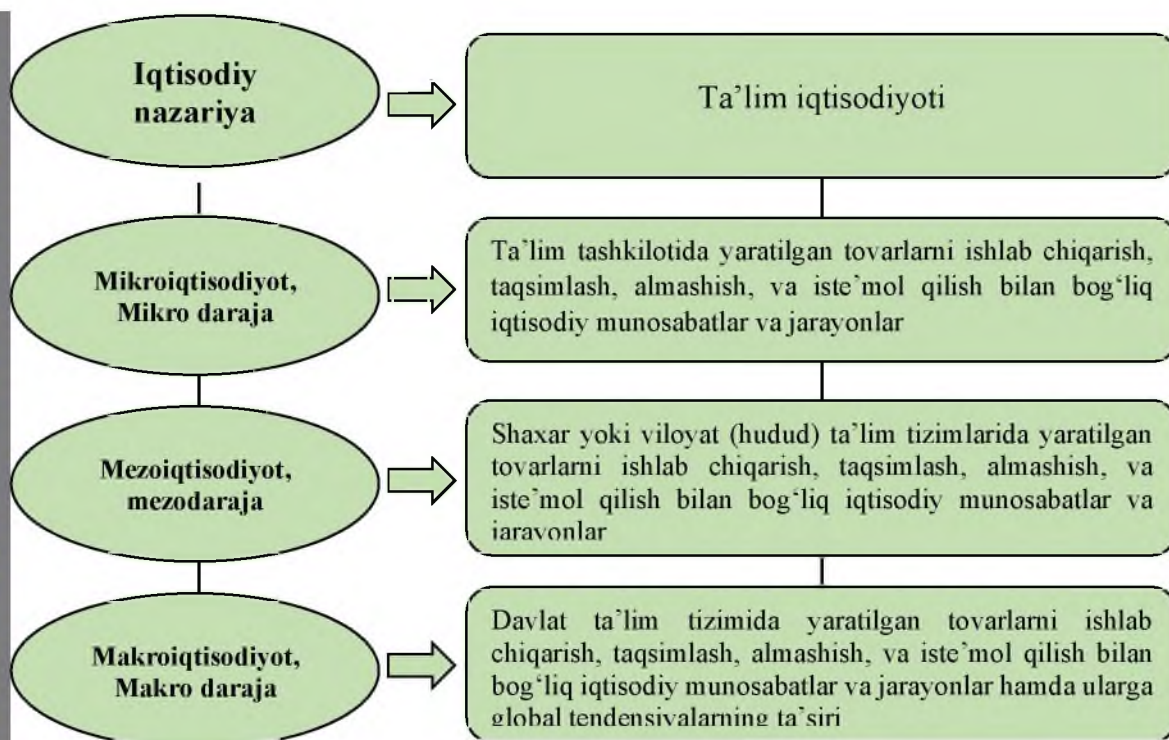 Iqtisodiy
nazariya
Ta’lim iqtisodiyoti
Mikroiqtisodiyot,
Mikro daraja
Ta’lim tashkilotida yaratilgan tovarlarni ishlab chiqarish,
taqsimlash, almashish, va iste’mol qilish bilan bog‘liq
iqtisodiy munosabatlar va jarayonlar
Mezoiqtisodiyot,
mezodaraja
Shaxar yoki viloyat (hudud) ta’lim tizimlarida yaratilgan
tovarlarni ishlab chiqarish, taqsimlash, almashish, va
iste’mol qilish bilan bog‘liq iqtisodiy munosabatlar va
jarayonlar
Makroiqtisodiyot,
Makro daraja
Davlat ta’lim tizimida yaratilgan tovarlarni ishlab
chiqarish, taqsimlash, almashish, va iste’mol qilish bilan
bog‘liq iqtisodiy munosabatlar va jarayonlar hamda ularga
global tendensiyalarning ta’siri